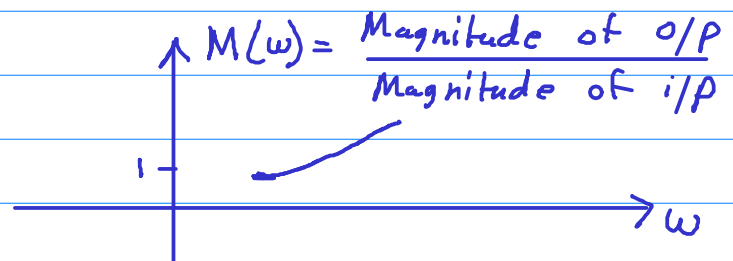 M(ω) = Magnitude of o/p
Magnitude of i/p
1
ω